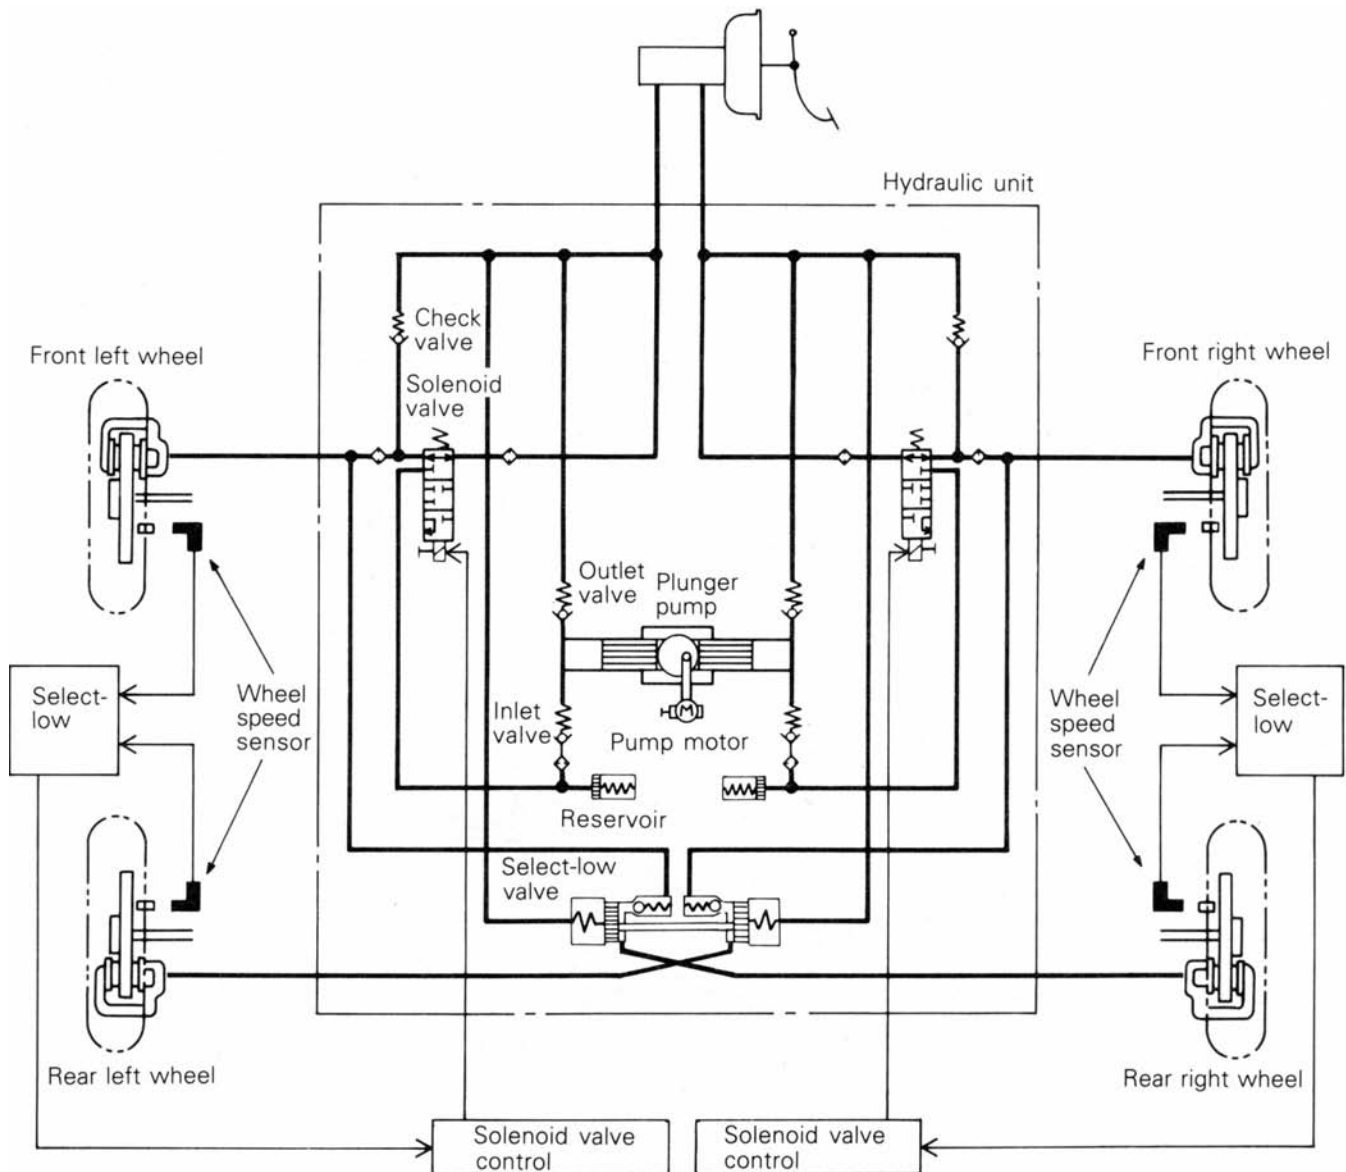 Hydraulic unit
Check
valve
Front left wheel
Front right wheel
Solenoid
valve
Outlet
valve
Plunger
pump
Select-
low
Wheel
speed
sensor
Inlet
valve
M
Pump motor
Wheel
speed
sensor
Select-
low
Reservoir
Select-low
valve
Rear left wheel
Rear right wheel
Solenoid valve
control
Solenoid valve
control